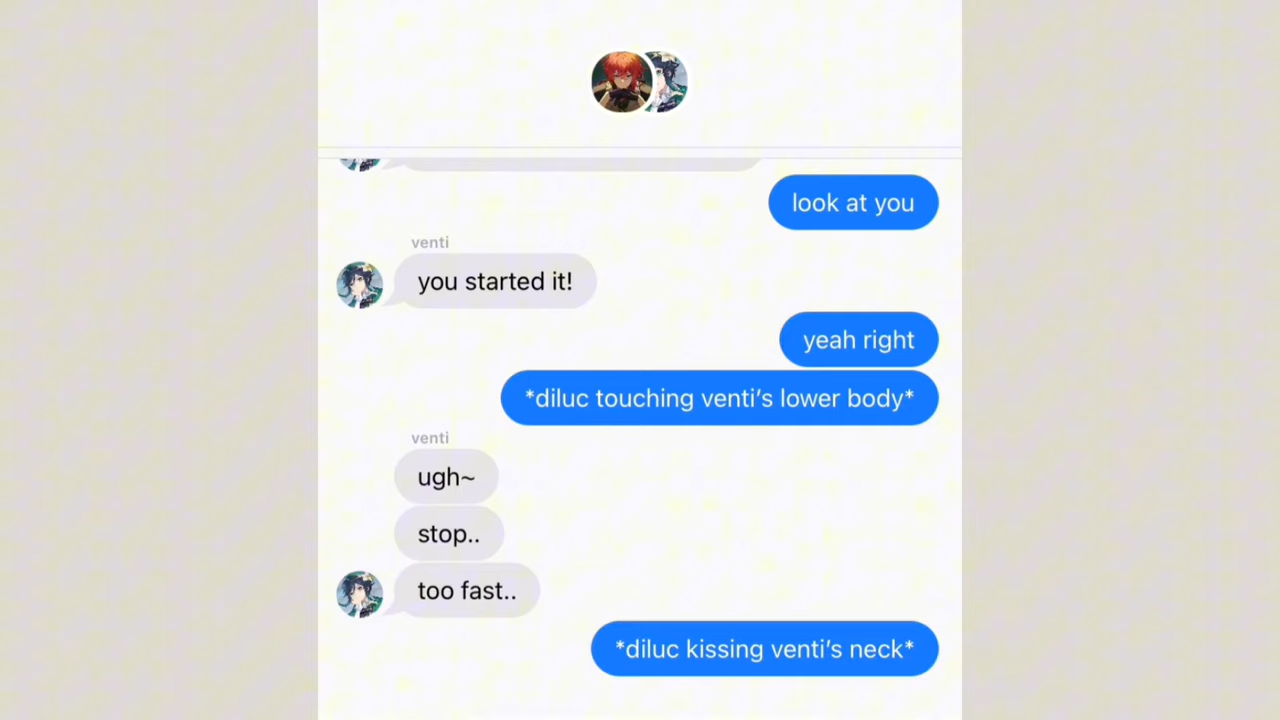 look at you
venti
you started it!
yeah right
*diluc touching venti’s lower body*
venti
ugh~
stop..
too fast..
*diluc kissing venti’s neck*